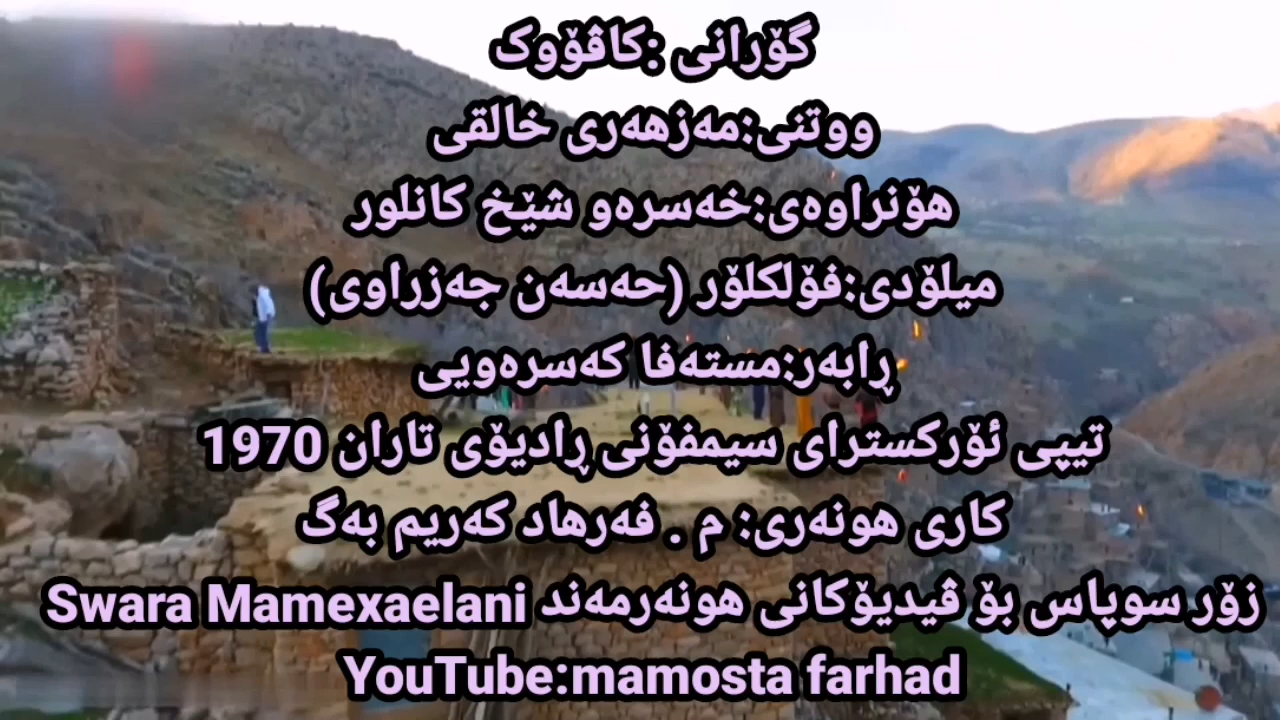 گۆرانی :کاڤۆوک
ووتنی:مەزهەری خالقی
هۆنراوەی:خەسرەو شێخ کانلور
میلۆدی:فۆلکلۆر (حەسەن جەزراوی)
ڕابەر:مستەفا کەسرەویی
تیپی ئۆرکسترای سیمفۆنی ڕادیۆی تاران 1970
کاری هونەری: م . فەرهاد کەریم بەگ
زۆر سوپاس بۆ ڤیدیۆکانی هونەرمەند Swara Mamexaelani
YouTube:mamosta farhad